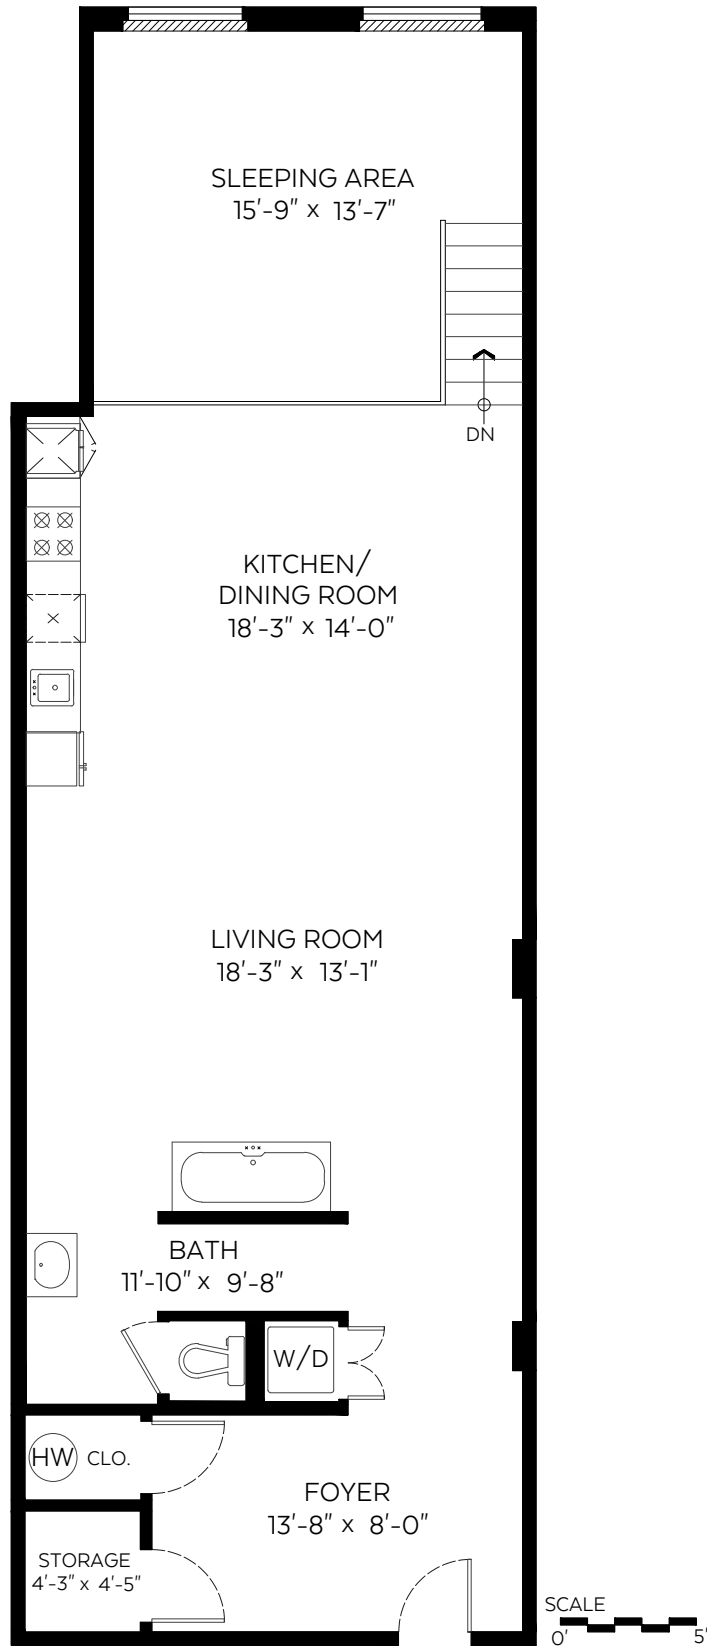 SLEEPING AREA
15'-9" x 13'-7"
DN
KITCHEN/
DINING ROOM
18'-3" x 14'-0"
LIVING ROOM
18'-3" x 13'-1"
BATH
11'-10" x 9'-8"
W/D
HW CLO.
FOYER
13'-8" x 8'-0"
STORAGE
4'-3" x 4'-5"
SCALE
0' 5'